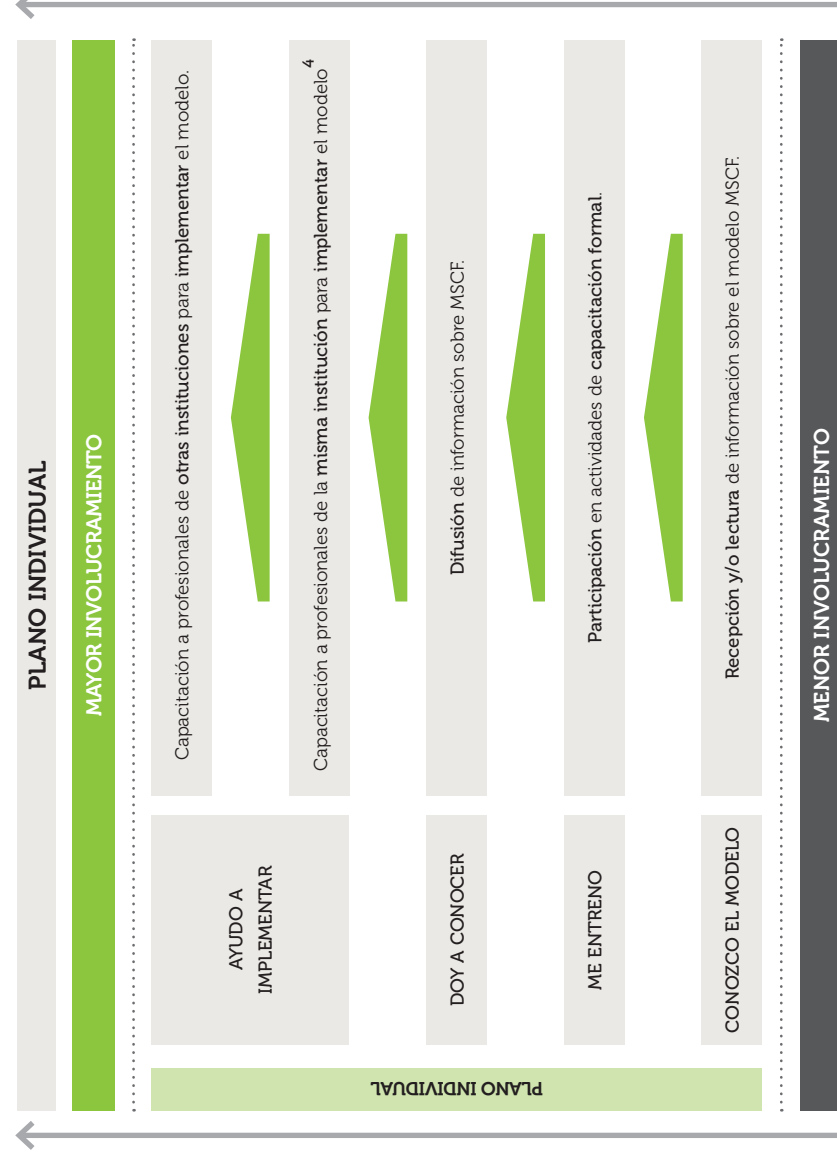 PLANO INDIVIDUAL
MAYOR INVOLUCRAMIENTO
PLANO INDIVIDUAL
AYUDO A
IMPLEMENTAR
Capacitación a profesionales de otras instituciones para implementar el modelo.
Capacitación a profesionales de la misma institución para implementar el modelo4
DOY A CONOCER
Difusión de información sobre MSCF.
ME ENTRENO
Participación en actividades de capacitación formal.
CONOZCO EL MODELO
Recepción y/o lectura de información sobre el modelo MSCF.
MENOR INVOLUCRAMIENTO